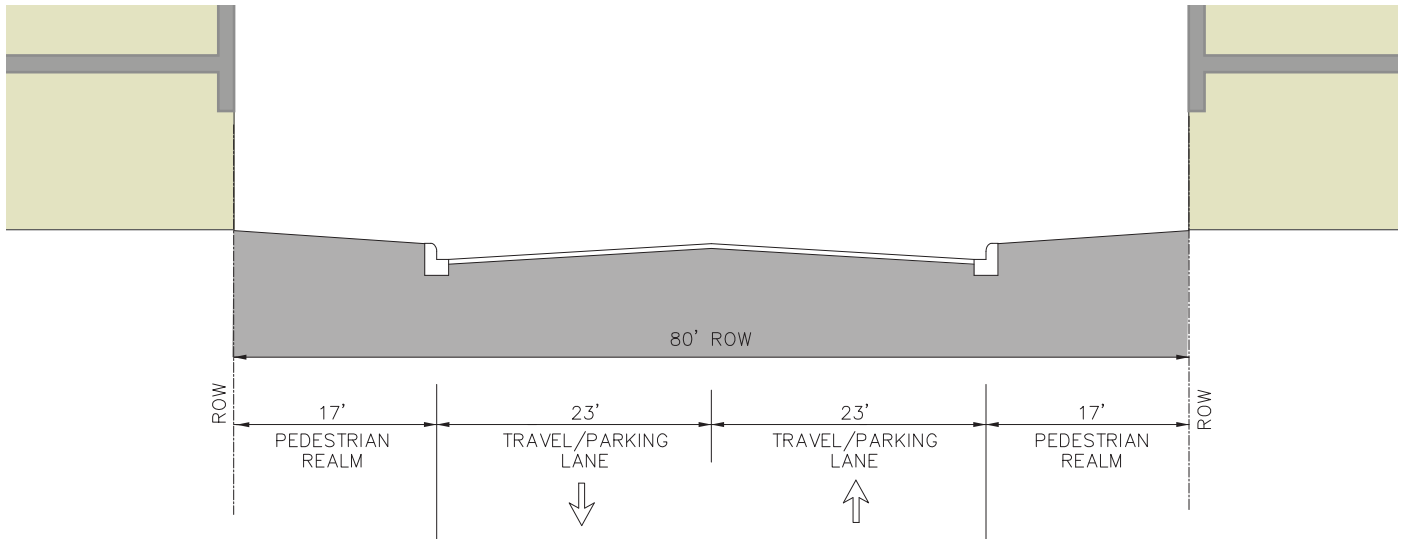 80' ROW
ROW
ROW
17'
23'
23'
17'
PEDESTRIAN
REALM
TRAVEL/PARKING
LANE
TRAVEL/PARKING
LANE
PEDESTRIAN
REALM